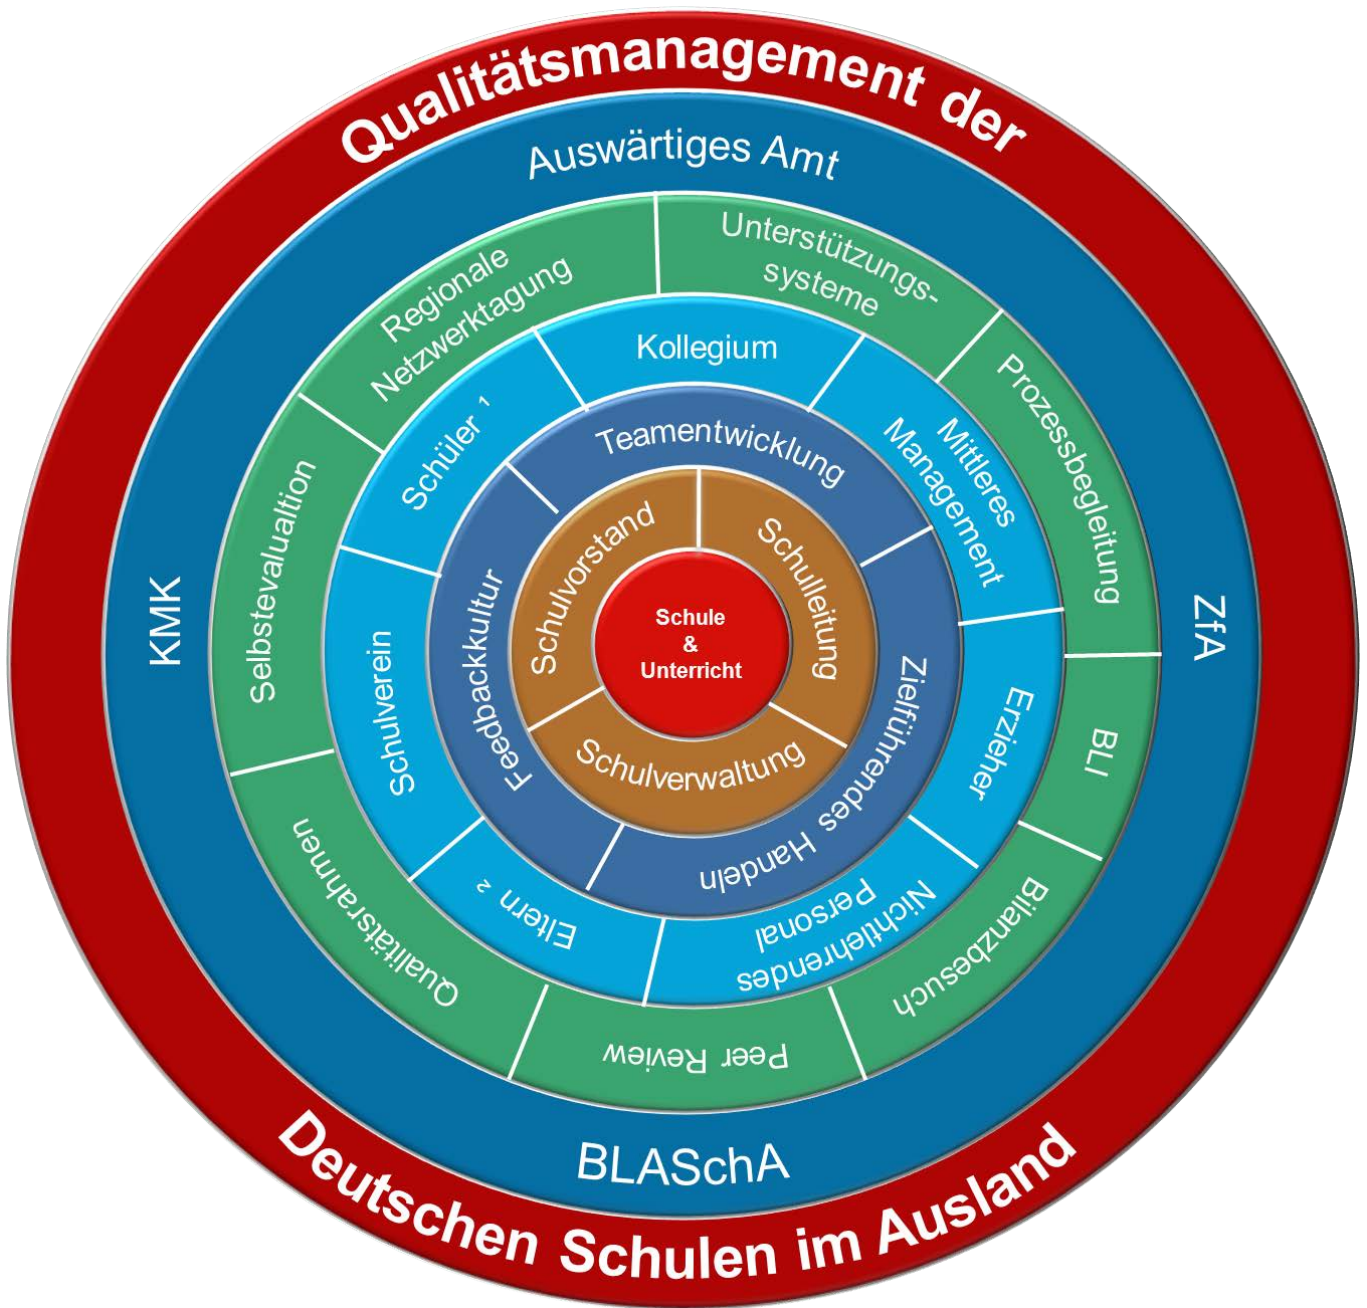 Qualitätsmanagement der
Deutschen Schulen im Ausland
Auswärtiges Amt
ZfA
BLASchA
KMK
Unterstützungs-
systeme
Prozessbegleitung
BLI
Bilanzbesuch
Peer Review
Qualitätsrahmen
Selbstevalualtion
Regionale
Netzwerktagung
Kollegium
Mittleres
Management
Erzieher
Nichtlehrendes
Personal
Eltern ²
Schulverein
Schüler ¹
Teamentwicklung
Zielführendes Handeln
Feedbackkultur
Schulleitung
Schulverwaltung
Schulvorstand
Schule
&
Unterricht